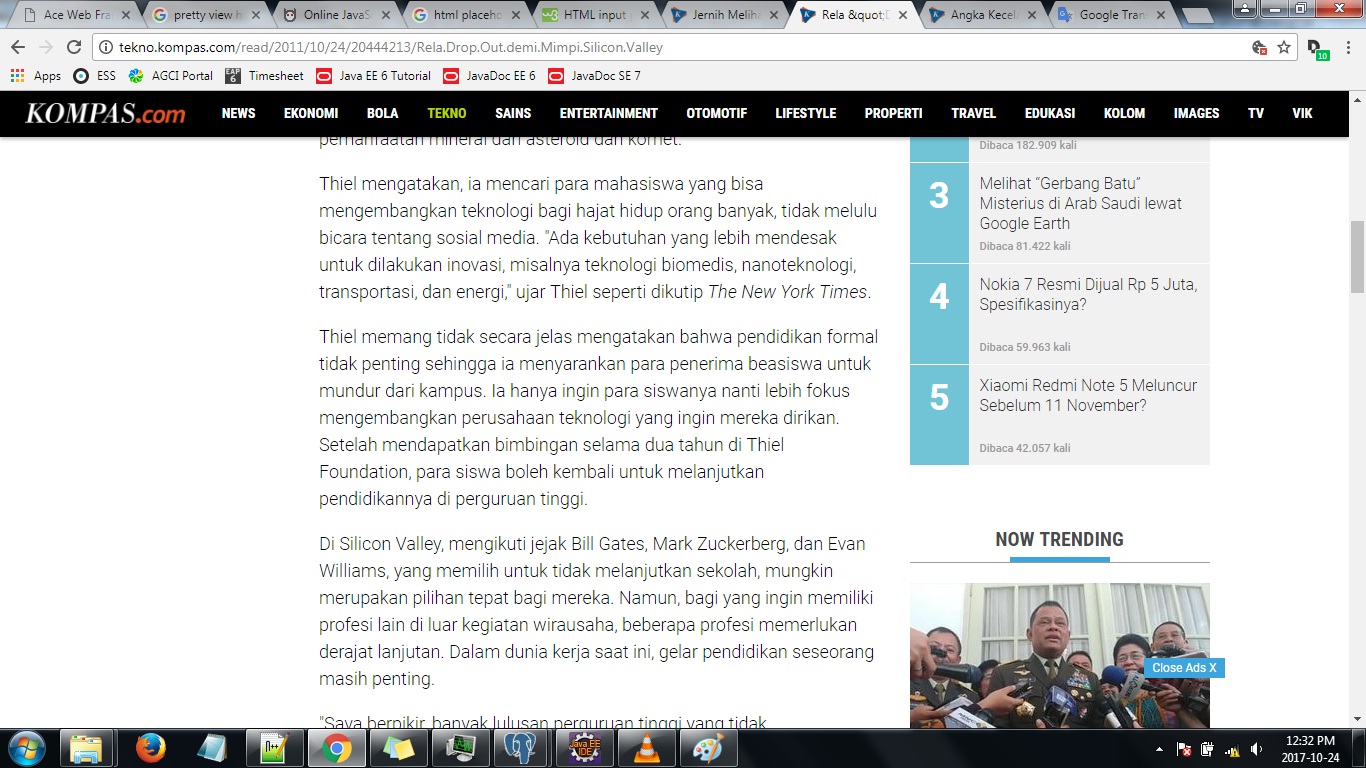 Ace Web Fra
pretty view h
Online JavaS
html placeho
HTML input
Jernih Meliha
Rela &quot;D
Angka Kecela
Google Tran
tekno.kompas.com/read/2011/10/24/20444213/Rela.Drop.Out.demi.Mimpi.Silicon.Valley
10
Apps
ESS
AGCI Portal
EAP 6
Timesheet
Java EE 6 Tutorial
JavaDoc EE 6
JavaDoc SE 7
KOMPAS.com
NEWS
EKONOMI
BOLA
TEKNO
SAINS
ENTERTAINMENT
OTOMOTIF
LIFESTYLE
PROPERTI
TRAVEL
EDUKASI
KOLOM
IMAGES
TV
VIK
pemanfaatan mineral dari asteroid dan komet.
Thiel mengatakan, ia mencari para mahasiswa yang bisa
mengembangkan teknologi bagi hajat hidup orang banyak, tidak melulu
bicara tentang sosial media. "Ada kebutuhan yang lebih mendesak
untuk dilakukan inovasi, misalnya teknologi biomedis, nanoteknologi,
transportasi, dan energi," ujar Thiel seperti dikutip The New York Times.
Thiel memang tidak secara jelas mengatakan bahwa pendidikan formal
tidak penting sehingga ia menyarankan para penerima beasiswa untuk
mundur dari kampus. Ia hanya ingin para siswanya nanti lebih fokus
mengembangkan perusahaan teknologi yang ingin mereka dirikan.
Setelah mendapatkan bimbingan selama dua tahun di Thiel
Foundation, para siswa boleh kembali untuk melanjutkan
pendidikannya di perguruan tinggi.
Di Silicon Valley, mengikuti jejak Bill Gates, Mark Zuckerberg, dan Evan
Williams, yang memilih untuk tidak melanjutkan sekolah, mungkin
merupakan pilihan tepat bagi mereka. Namun, bagi yang ingin memiliki
profesi lain di luar kegiatan wirausaha, beberapa profesi memerlukan
derajat lanjutan. Dalam dunia kerja saat ini, gelar pendidikan seseorang
masih penting.
"Saya berpikir, banyak lulusan perguruan tinggi yang tidak
Dibaca 182.909 kali
3
Melihat “Gerbang Batu”
Misterius di Arab Saudi lewat
Google Earth
Dibaca 81.422 kali
4
Nokia 7 Resmi Dijual Rp 5 Juta,
Spesifikasinya?
Dibaca 59.963 kali
5
Xiaomi Redmi Note 5 Meluncur
Sebelum 11 November?
Dibaca 42.057 kali
NOW TRENDING
Close Ads X
Java EE
IDE
12:32 PM
2017-10-24